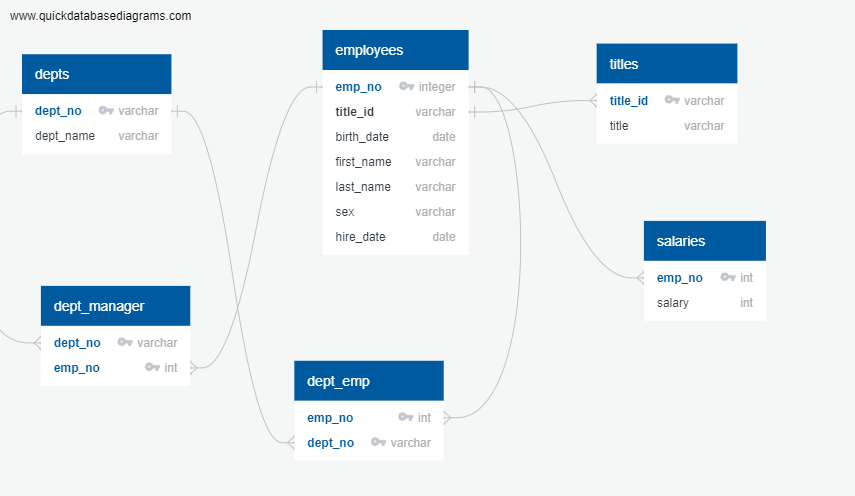 www.quickdatabasediagrams.com
depts
dept_no varchar
dept_name varchar
employees
emp_no integer
title_id varchar
birth_date date
first_name varchar
last_name varchar
sex varchar
hire_date date
titles
title_id varchar
title varchar
salaries
emp_no int
salary int
dept_manager
dept_no varchar
emp_no int
dept_emp
emp_no int
dept_no varchar